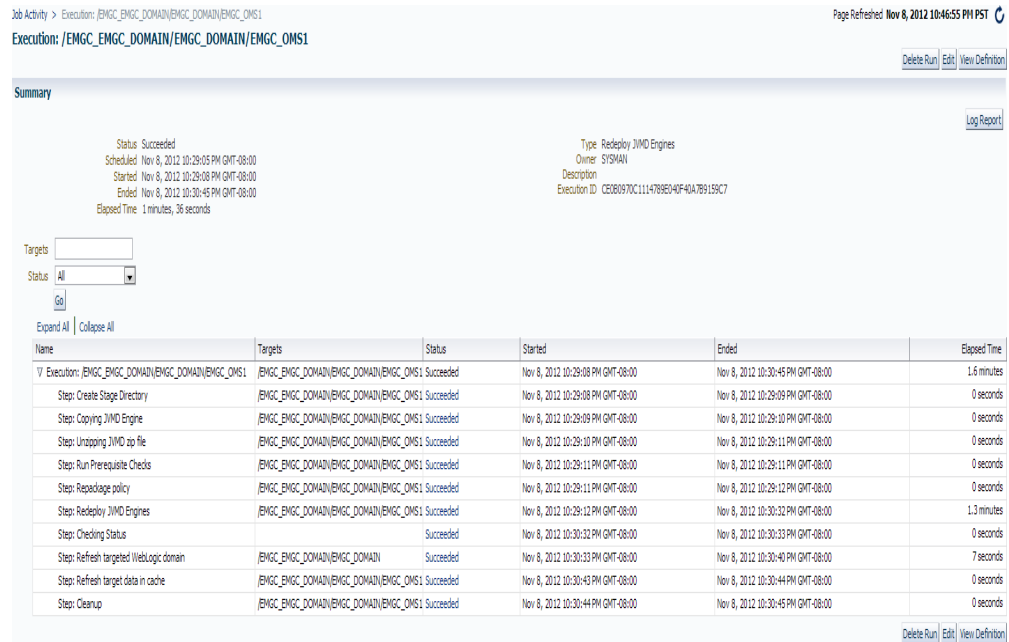 Job Activity > Execution: /EMGC_EMGC_DOMAIN/EMGC_DOMAIN/EMGC_OMS1
Page Refreshed Nov 8, 2012 10:46:55 PM PST
Execution: /EMGC_EMGC_DOMAIN/EMGC_DOMAIN/EMGC_OMS1
Delete Run Edit View Definition
Summary
Log Report
Status Succeeded
Scheduled Nov 8, 2012 10:29:05 PM GMT-08:00
Started Nov 8, 2012 10:29:08 PM GMT-08:00
Ended Nov 8, 2012 10:30:45 PM GMT-08:00
Elapsed Time 1 minutes, 36 seconds
Type Redeploy JVMD Engines
Owner SYSMAN
Description
Execution ID CE0B0970C1114789E040F40A7B9159C7
Targets
Status All
Go
Expand All | Collapse All
Name Targets Status Started Ended Elapsed Time
Execution: /EMGC_EMGC_DOMAIN/EMGC_DOMAIN/EMGC_OMS1 /EMGC_EMGC_DOMAIN/EMGC_DOMAIN/EMGC_OMS1 Succeeded Nov 8, 2012 10:29:08 PM GMT-08:00 Nov 8, 2012 10:30:45 PM GMT-08:00 1.6 minutes
Step: Create Stage Directory /EMGC_EMGC_DOMAIN/EMGC_DOMAIN/EMGC_OMS1 Succeeded Nov 8, 2012 10:29:08 PM GMT-08:00 Nov 8, 2012 10:29:09 PM GMT-08:00 0 seconds
Step: Copying JVMD Engine /EMGC_EMGC_DOMAIN/EMGC_DOMAIN/EMGC_OMS1 Succeeded Nov 8, 2012 10:29:09 PM GMT-08:00 Nov 8, 2012 10:29:10 PM GMT-08:00 0 seconds
Step: Unzipping JVMD zip file /EMGC_EMGC_DOMAIN/EMGC_DOMAIN/EMGC_OMS1 Succeeded Nov 8, 2012 10:29:10 PM GMT-08:00 Nov 8, 2012 10:29:11 PM GMT-08:00 0 seconds
Step: Run Prerequisite Checks /EMGC_EMGC_DOMAIN/EMGC_DOMAIN/EMGC_OMS1 Succeeded Nov 8, 2012 10:29:11 PM GMT-08:00 Nov 8, 2012 10:29:11 PM GMT-08:00 0 seconds
Step: Repackage policy /EMGC_EMGC_DOMAIN/EMGC_DOMAIN/EMGC_OMS1 Succeeded Nov 8, 2012 10:29:11 PM GMT-08:00 Nov 8, 2012 10:29:12 PM GMT-08:00 0 seconds
Step: Redeploy JVMD Engines /EMGC_EMGC_DOMAIN/EMGC_DOMAIN/EMGC_OMS1 Succeeded Nov 8, 2012 10:29:12 PM GMT-08:00 Nov 8, 2012 10:30:32 PM GMT-08:00 1.3 minutes
Step: Checking Status Succeeded Nov 8, 2012 10:30:32 PM GMT-08:00 Nov 8, 2012 10:30:33 PM GMT-08:00 0 seconds
Step: Refresh targeted WebLogic domain /EMGC_EMGC_DOMAIN/EMGC_DOMAIN Succeeded Nov 8, 2012 10:30:33 PM GMT-08:00 Nov 8, 2012 10:30:40 PM GMT-08:00 7 seconds
Step: Refresh target data in cache /EMGC_EMGC_DOMAIN/EMGC_DOMAIN/EMGC_OMS1 Succeeded Nov 8, 2012 10:30:43 PM GMT-08:00 Nov 8, 2012 10:30:44 PM GMT-08:00 0 seconds
Step: Cleanup /EMGC_EMGC_DOMAIN/EMGC_DOMAIN/EMGC_OMS1 Succeeded Nov 8, 2012 10:30:44 PM GMT-08:00 Nov 8, 2012 10:30:45 PM GMT-08:00 0 seconds
Delete Run Edit View Definition